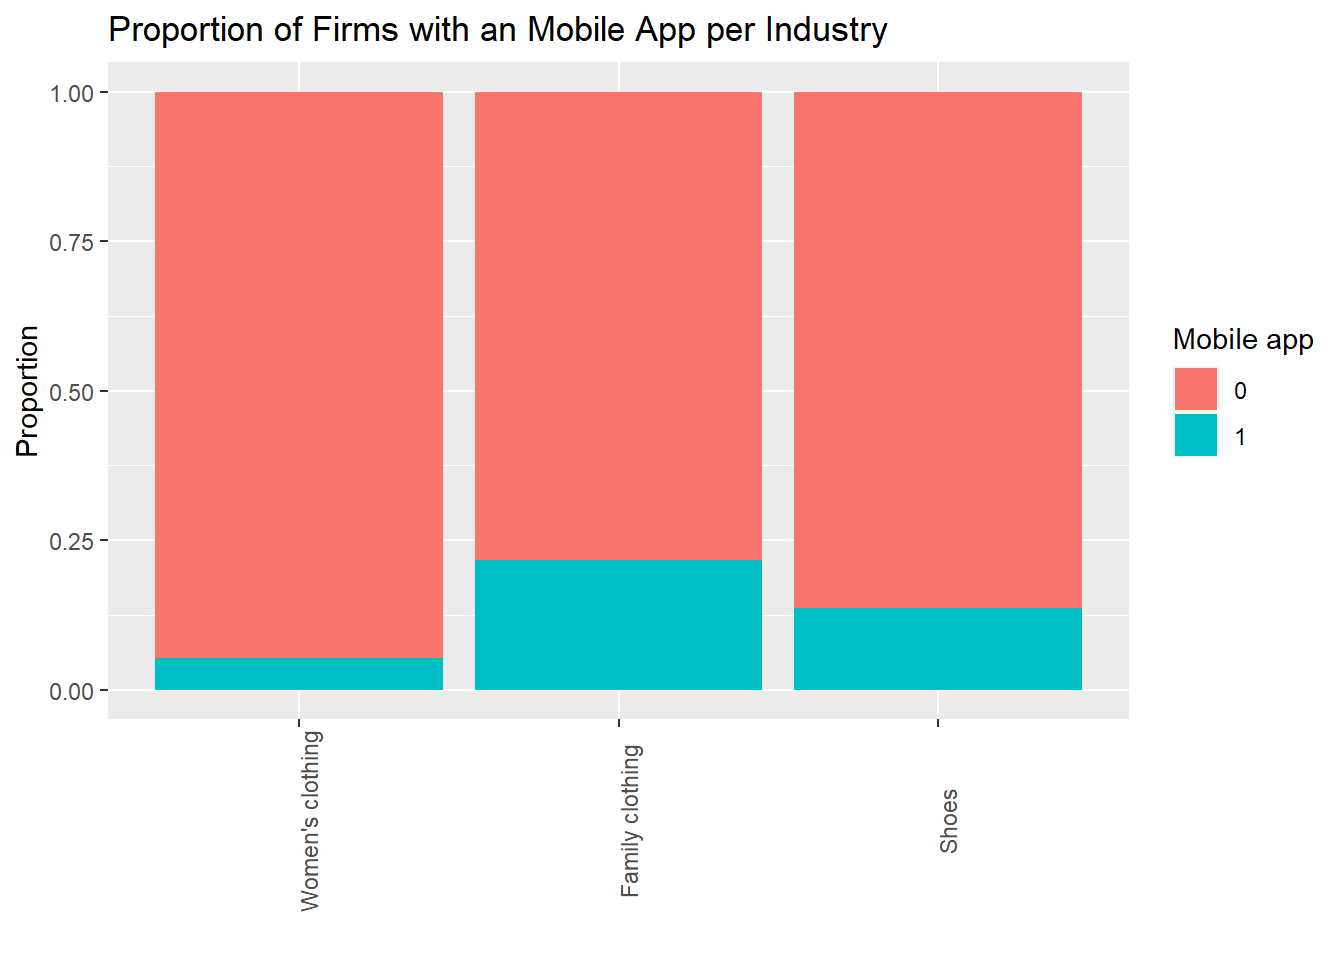 Proportion of Firms with an Mobile App per Industry
1.00
0.75
0.50
0.25
0.00
Proportion
Women's clothing
Family clothing
Shoes
Mobile app
0
1